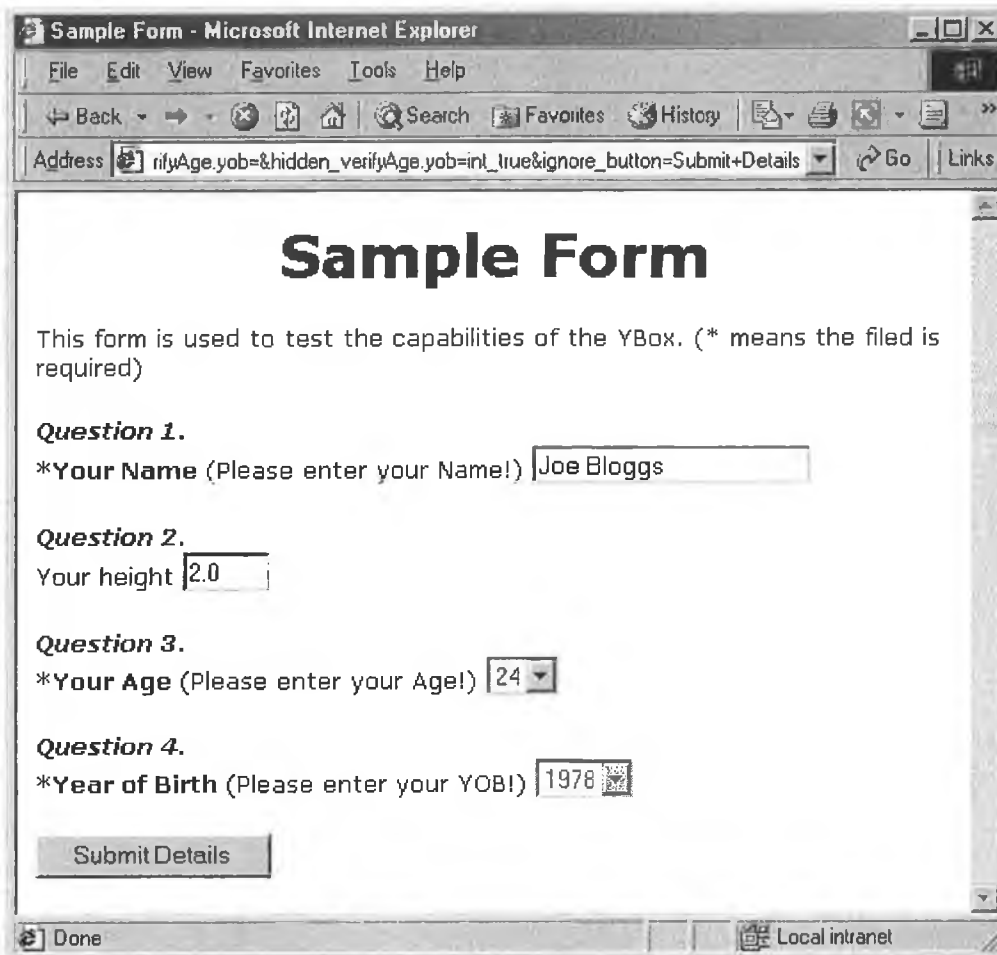 Sample Form - Microsoft Internet Explorer
File Edit View Favorites Tools Help
Back Search Favorites History »
Address rifyAge.yob=&hidden_verifyAge.yob=int_true&ignore_button=Submit+Details Go Links
Sample Form
This form is used to test the capabilities of the YBox. (* means the filed is
required)
Question 1.
*Your Name (Please enter your Name!) Joe Bloggs
Question 2.
Your height 2.0
Question 3.
*Your Age (Please enter your Age!) 24
Question 4.
*Year of Birth (Please enter your YOB!) 1978
Submit Details
Done Local intranet